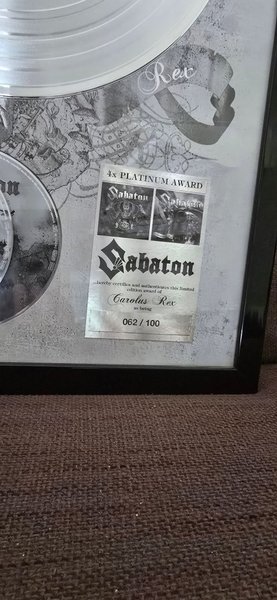 Rex
4x PLATINUM AWARD
Sabaton
Sabaton
Sabaton
...hereby certifies and authenticates this limited
edition award of
Carolus Rex
as being
062 / 100